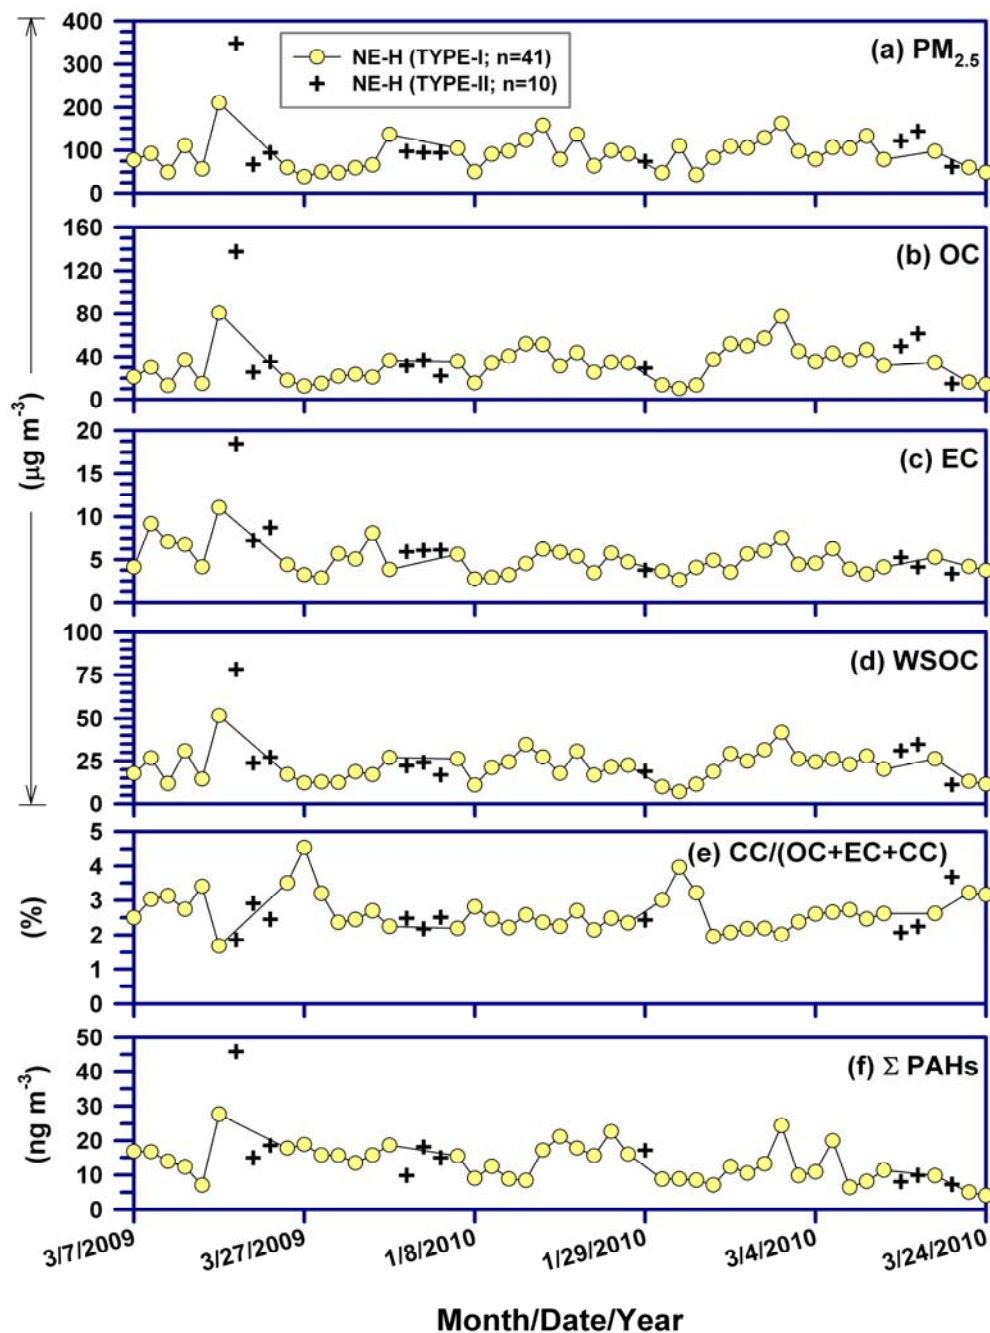 (a) PM2.5
NE-H (TYPE-I; n=41)
NE-H (TYPE-II; n=10)
400
300
200
100
0
(b) OC
160
120
80
40
0
(µg m-3)
(c) EC
20
15
10
5
0
(d) WSOC
100
75
50
25
0
(e) CC/(OC+EC+CC)
(%)
5
4
3
2
1
0
(f) Σ PAHs
(ng m-3)
50
40
30
20
10
0
3/7/2009 3/27/2009 1/8/2010 1/29/2010 3/4/2010 3/24/2010
Month/Date/Year